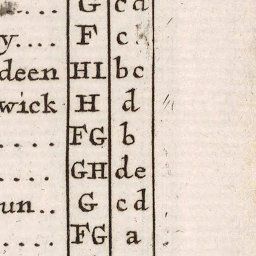 .... G cd
y.... F c
deen HI bc
wick H d
.... FG b
.... GH de
un.. G cd
.... FG a